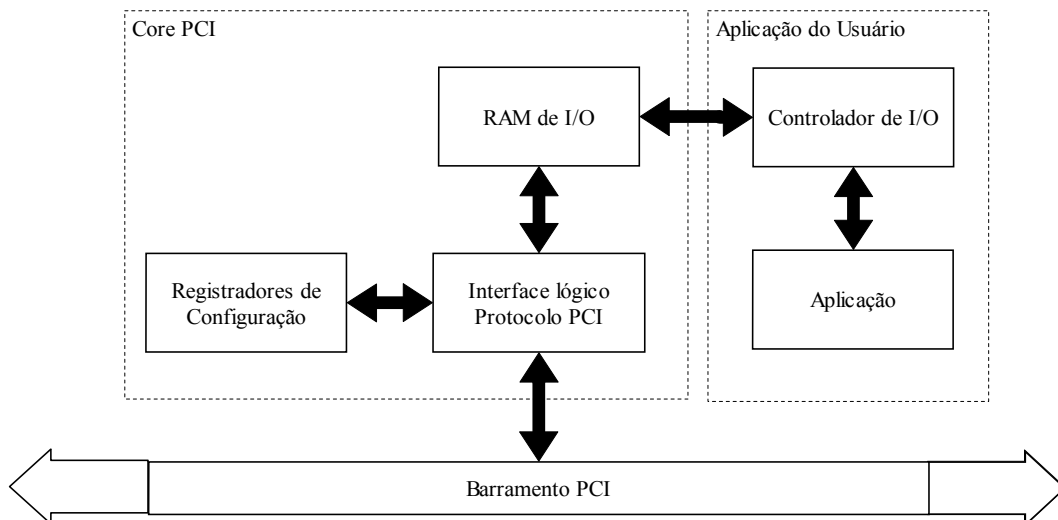 Core PCI
Aplicação do Usuário
RAM de I/O
Controlador de I/O
Registradores de
Configuração
Interface lógico
Protocolo PCI
Aplicação
Barramento PCI